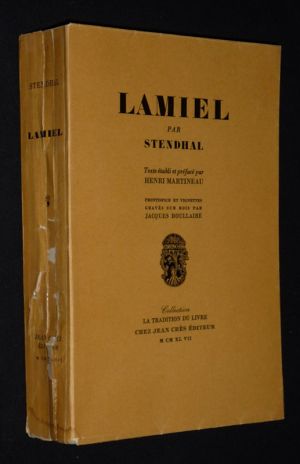 STENDHAL
LAMIEL
LAMIEL
PAR
STENDHAL
Texte établi et préfacé par
HENRI MARTINEAU
FRONTISPICE ET VIGNETTES
GRAVÉS SUR BOIS PAR
JACQUES BOULLAIRE
Collection
LA TRADITION DU LIVRE
CHEZ JEAN CRÈS ÉDITEUR
M CM XL VII